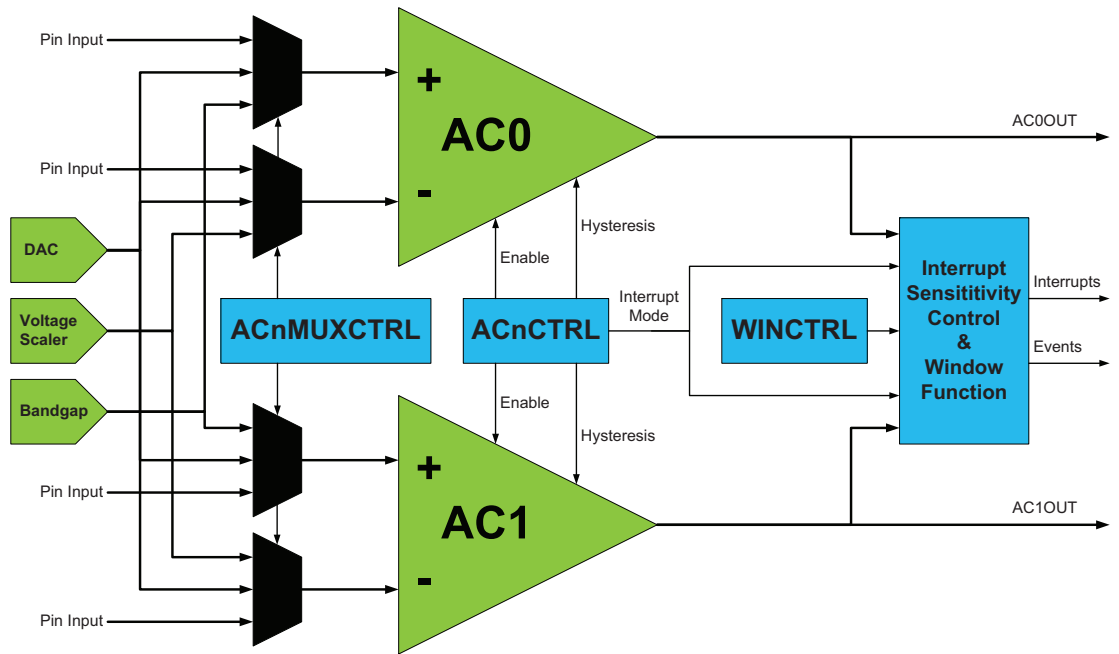 Pin Input
+
AC0
-
AC0OUT
Pin Input
DAC
Voltage
Scaler
Bandgap
ACnMUXCTRL
Enable
Hysteresis
ACnCTRL
Interrupt
Mode
WINCTRL
Interrupt
Sensititivity
Control
&
Window
Function
Interrupts
Events
Enable
Hysteresis
Pin Input
+
AC1
-
AC1OUT
Pin Input